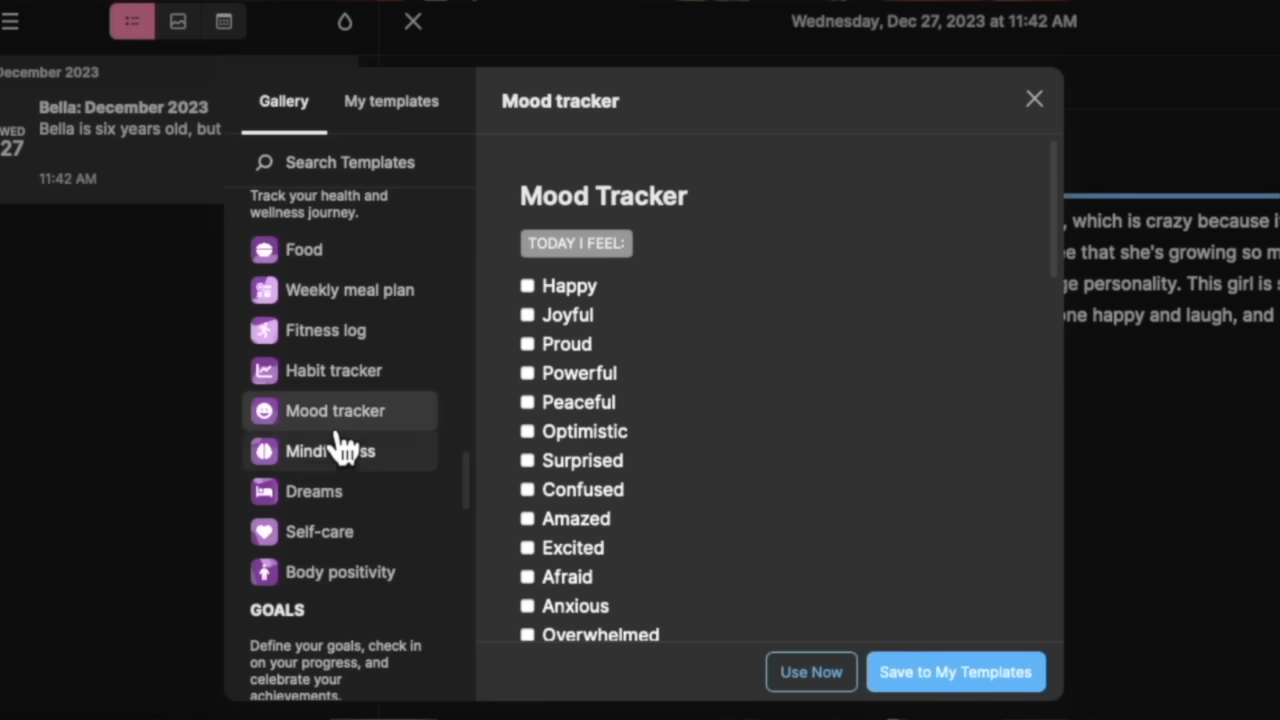 Wednesday, Dec 27, 2023 at 11:42 AM
December 2023
Bella: December 2023
Bella is six years old, but
WED
27
11:42 AM
Gallery
My templates
Search Templates
Track your health and
wellness journey.
Food
Weekly meal plan
Fitness log
Habit tracker
Mood tracker
Dreams
Self-care
Body positivity
GOALS
Define your goals, check in
on your progress, and
celebrate your
achievements.
Mood tracker
Mood Tracker
TODAY I FEEL:
Happy
Joyful
Proud
Powerful
Peaceful
Optimistic
Surprised
Confused
Amazed
Excited
Afraid
Anxious
Overwhelmed
Use Now
Save to My Templates
, which is crazy because
that she's growing so
personality. This girl is
happy and laugh, and